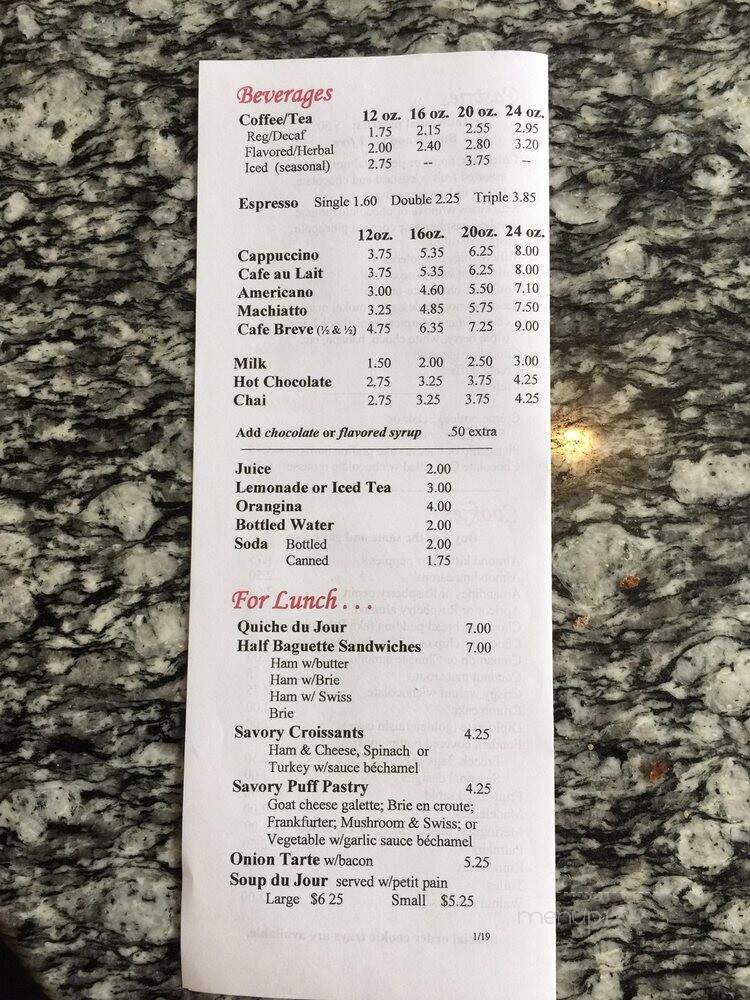 Beverages
Coffee/Tea 12 oz. 16 oz. 20 oz. 24 oz.
Reg/Decaf 1.75 2.15 2.55 2.95
Flavored/Herbal 2.00 2.40 2.80 3.20
Iced (seasonal) 2.75 -- 3.75 --
Espresso Single 1.60 Double 2.25 Triple 3.85
12oz. 16oz. 20oz. 24 oz.
Cappuccino 3.75 5.35 6.25 8.00
Cafe au Lait 3.75 5.35 6.25 8.00
Americano 3.00 4.60 5.50 7.10
Machiatto 3.25 4.85 5.75 7.50
Cafe Breve (½ & ½) 4.75 6.35 7.25 9.00
Milk 1.50 2.00 2.50 3.00
Hot Chocolate 2.75 3.25 3.75 4.25
Chai 2.75 3.25 3.75 4.25
Add chocolate or flavored syrup .50 extra
Juice 2.00
Lemonade or Iced Tea 3.00
Orangina 4.00
Bottled Water 2.00
Soda Bottled 2.00
Canned 1.75
For Lunch . . .
Quiche du Jour 7.00
Half Baguette Sandwiches 7.00
Ham w/butter
Ham w/Brie
Ham w/ Swiss
Brie
Savory Croissants 4.25
Ham & Cheese, Spinach or
Turkey w/sauce béchamel
Savory Puff Pastry 4.25
Goat cheese galette; Brie en croute;
Frankfurter; Mushroom & Swiss; or
Vegetable w/garlic sauce béchamel
Onion Tarte w/bacon 5.25
Soup du Jour served w/petit pain
Large $6 25 Small $5.25
1/19